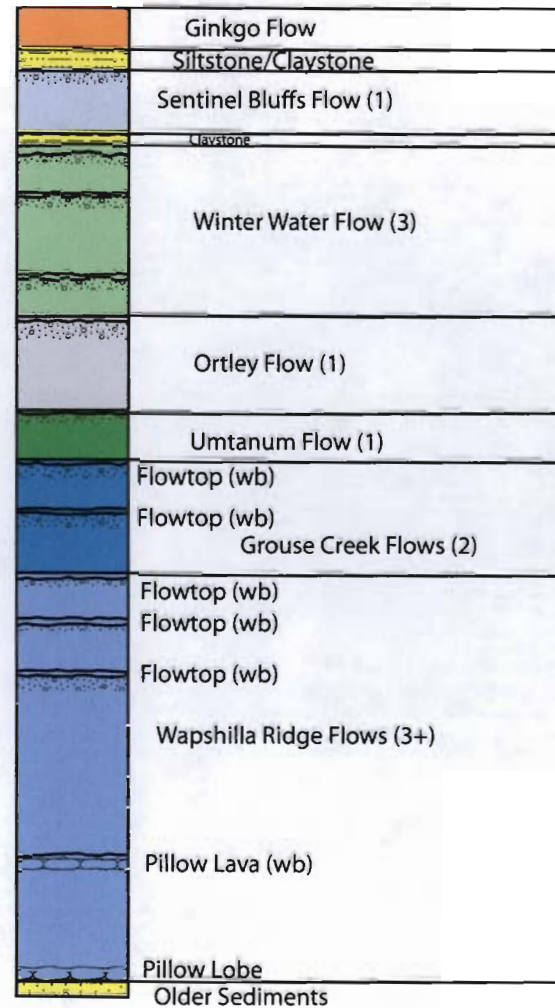 Ginkgo Flow
Siltstone/Claystone
Sentinel Bluffs Flow (1)
Claystone
Winter Water Flow (3)
Ortley Flow (1)
Umtanum Flow (1)
Flowtop (wb)
Flowtop (wb)
Grouse Creek Flows (2)
Flowtop (wb)
Flowtop (wb)
Flowtop (wb)
Wapshilla Ridge Flows (3+)
Pillow Lava (wb)
Pillow Lobe
Older Sediments